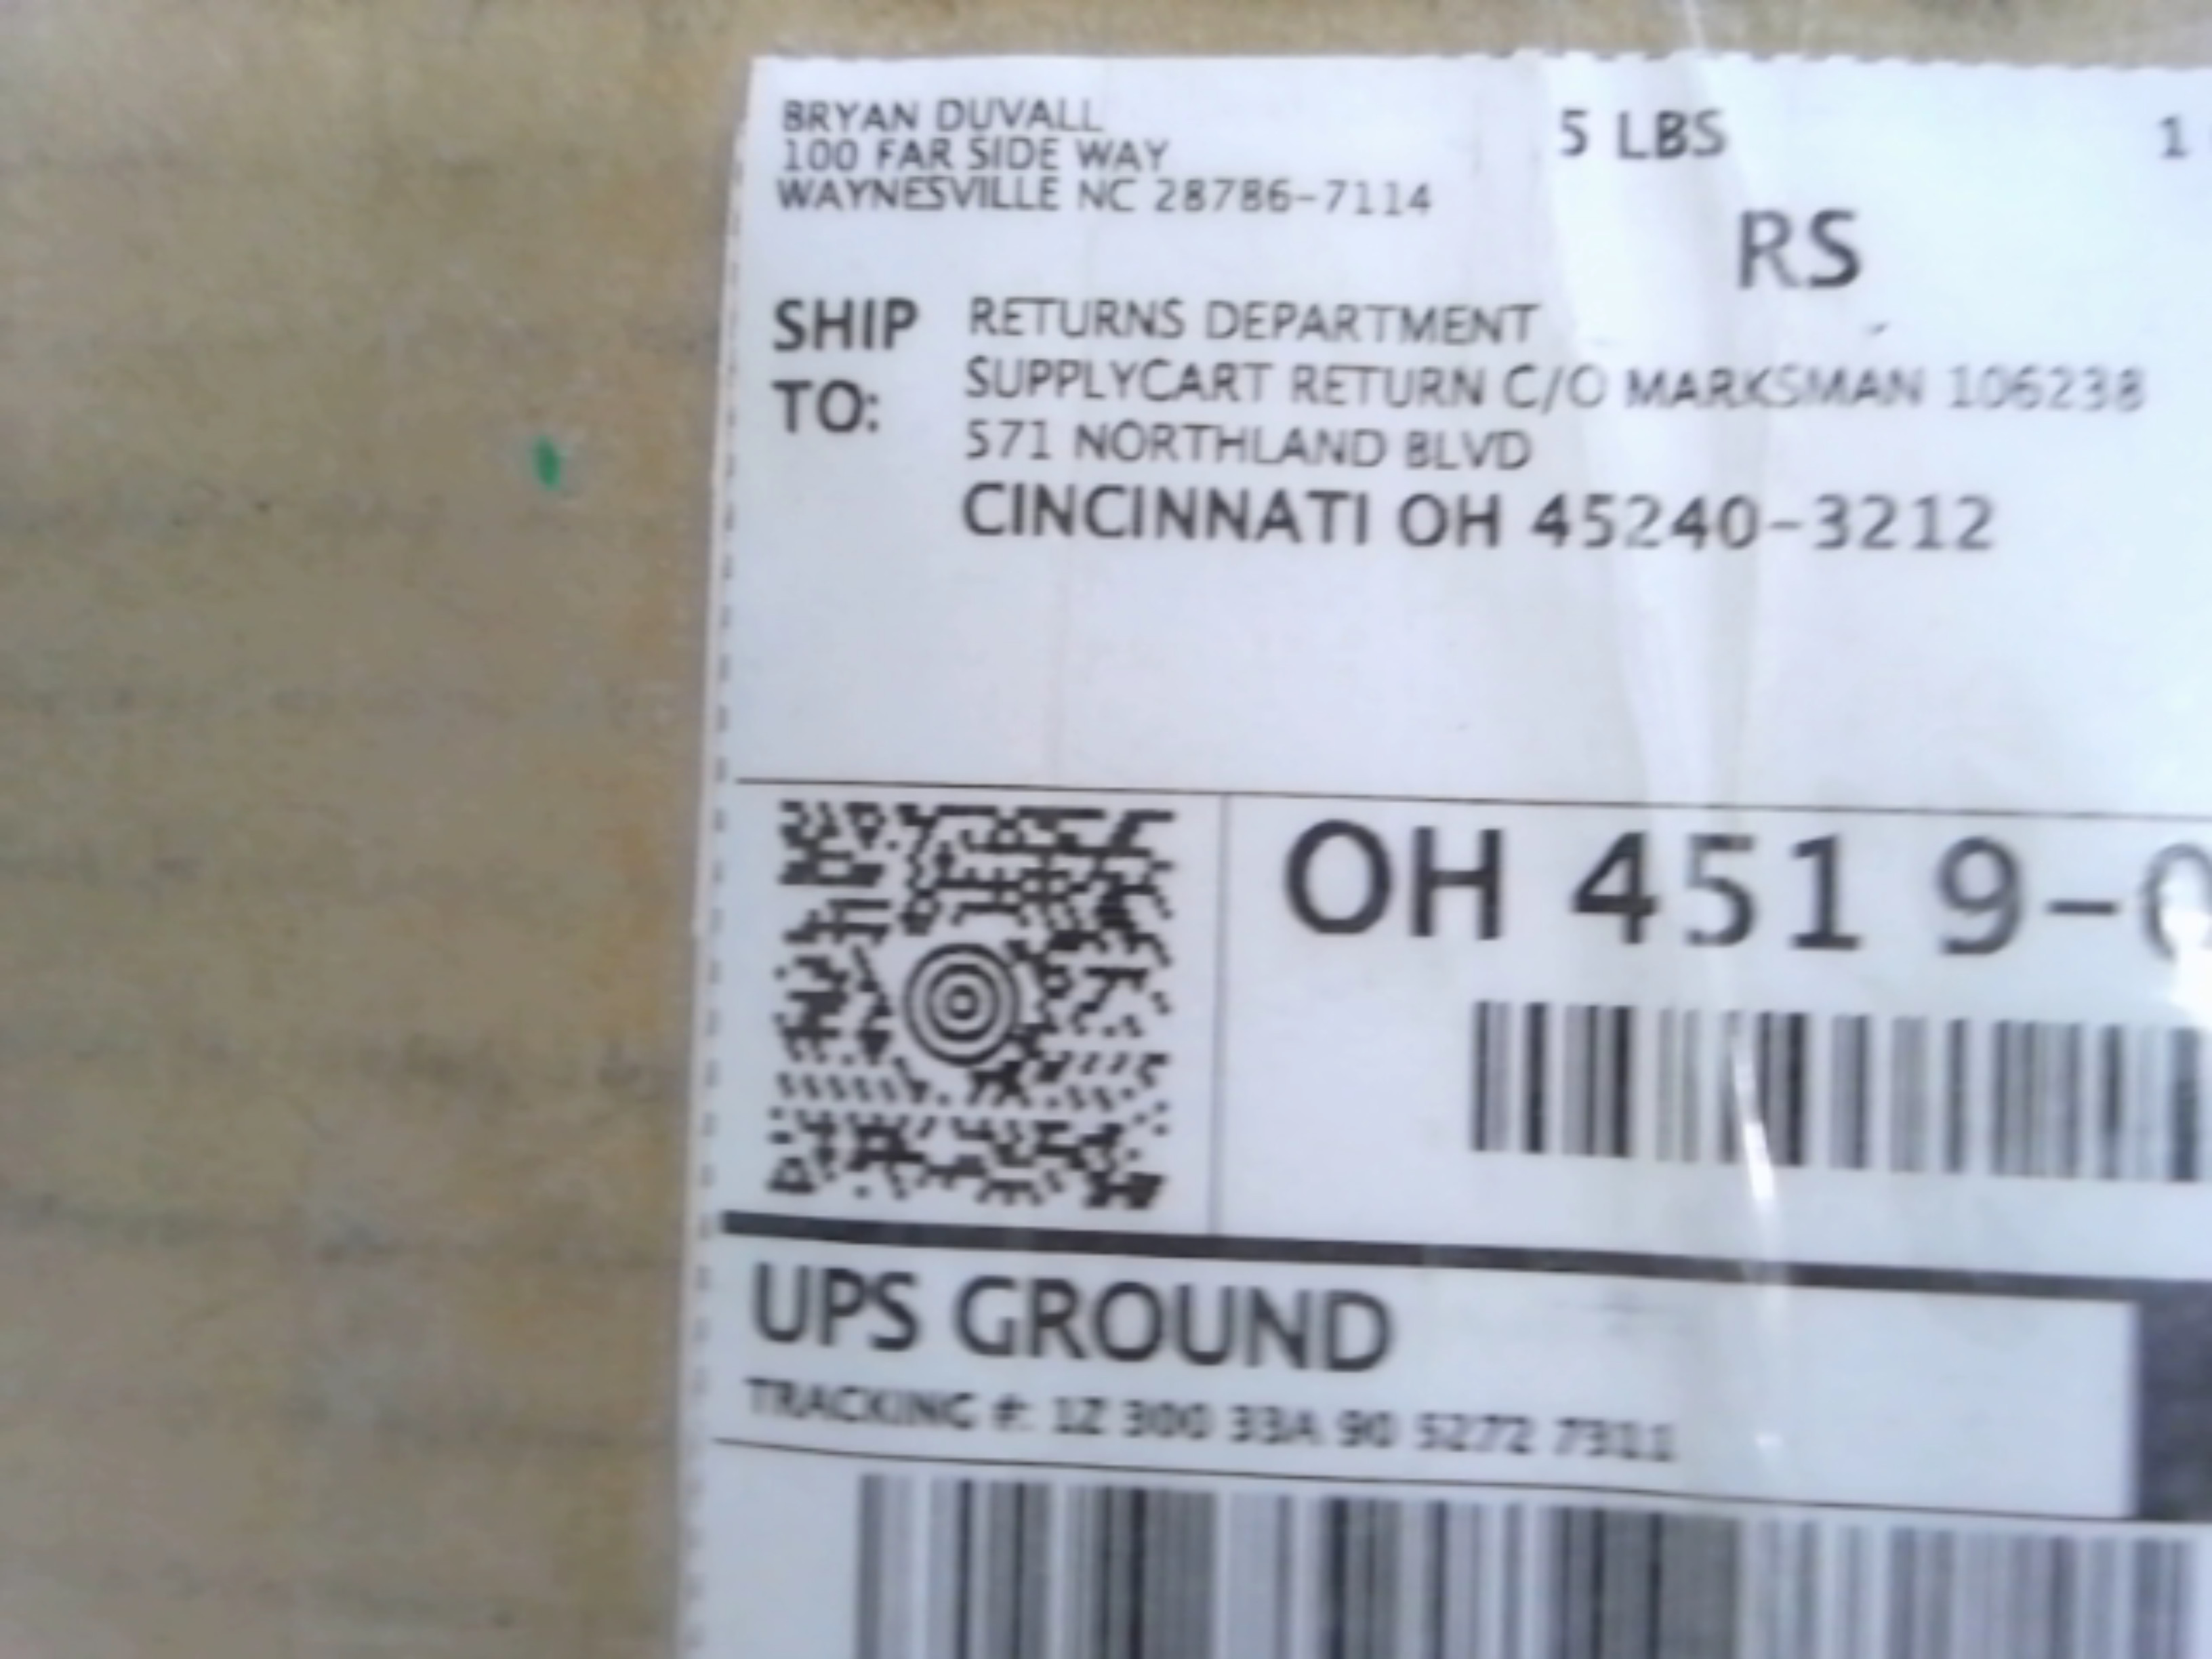 BRYAN DUVALL
100 FAR SIDE WAY
WAYNESVILLE NC 28786-7114
5 LBS
1
RS
SHIP TO:
RETURNS DEPARTMENT
SUPPLYCART RETURN C/O MARKSMAN 106238
571 NORTHLAND BLVD
CINCINNATI OH 45240-3212
OH 451 9-0
UPS GROUND
TRACKING #: 1Z 300 33A 90 5272 7311